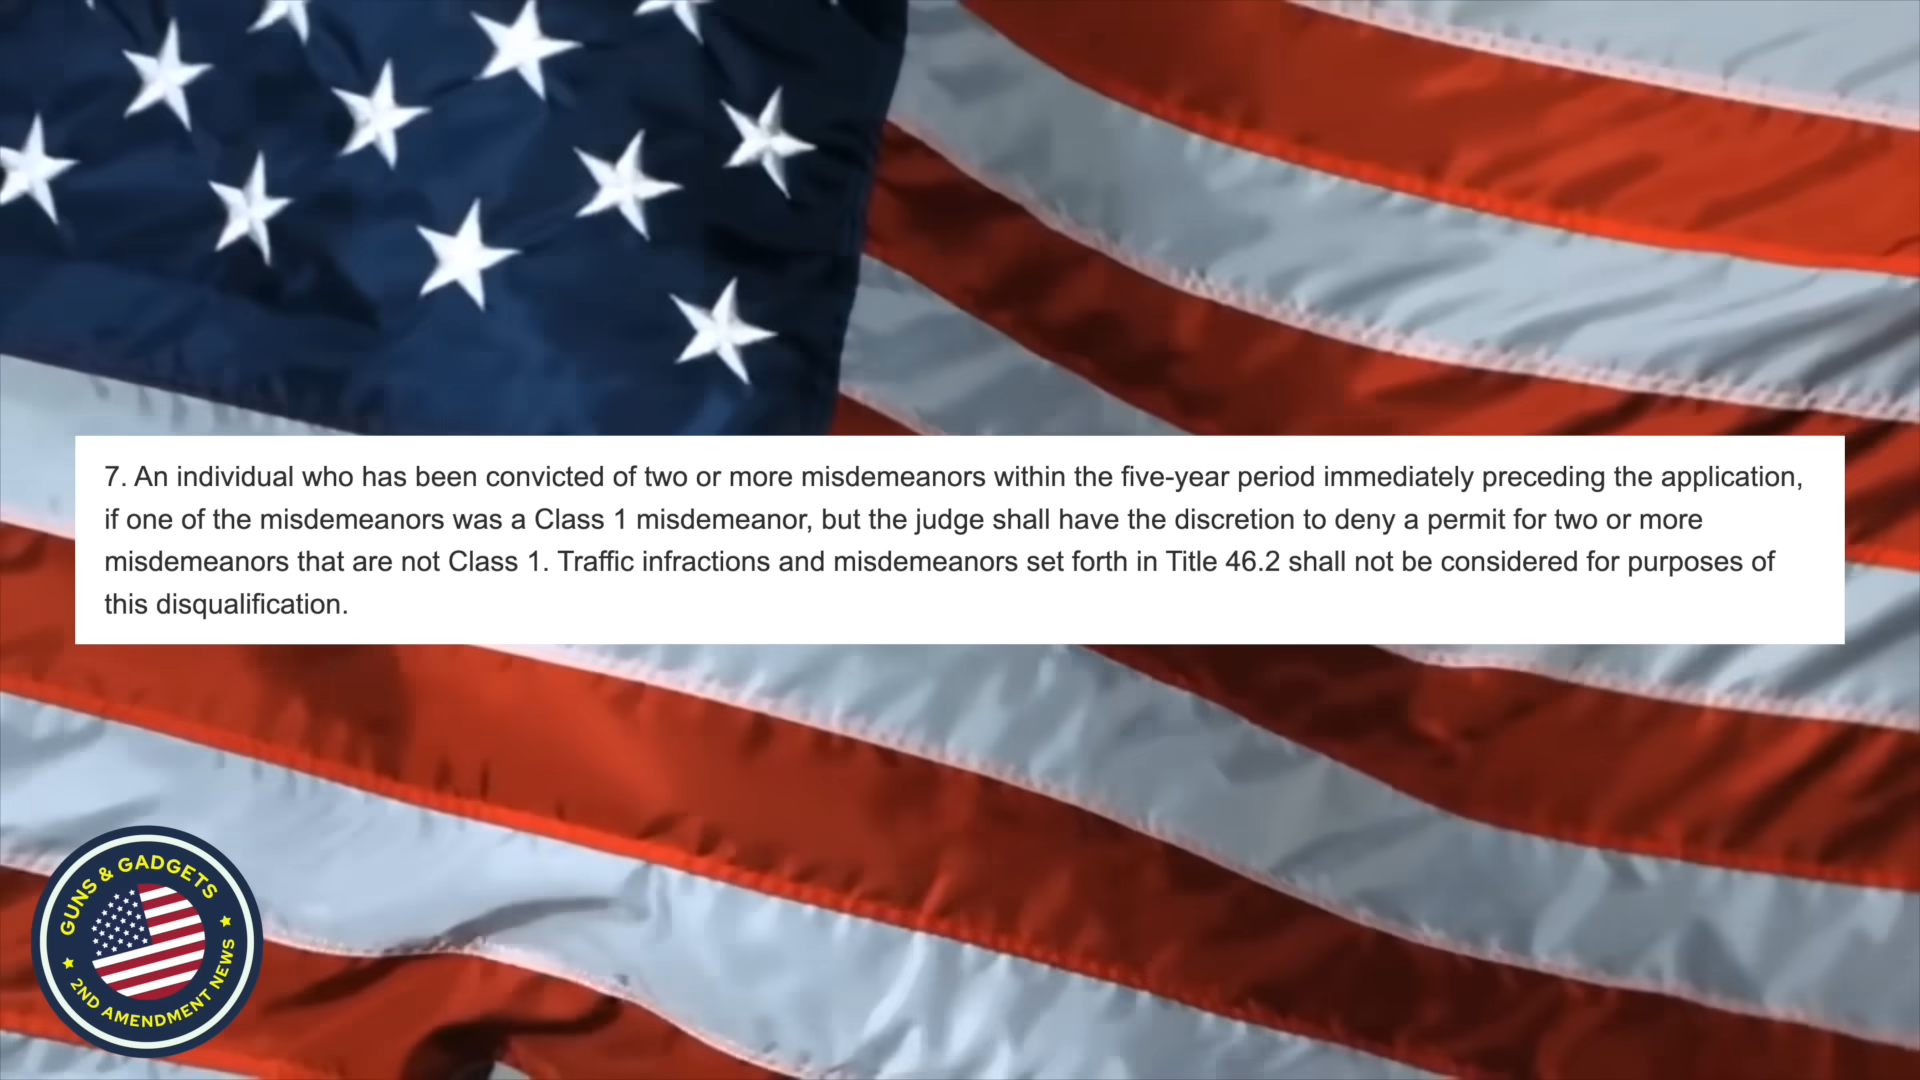 7. An individual who has been convicted of two or more misdemeanors within the five-year period immediately preceding the application,
if one of the misdemeanors was a Class 1 misdemeanor, but the judge shall have the discretion to deny a permit for two or more
misdemeanors that are not Class 1. Traffic infractions and misdemeanors set forth in Title 46.2 shall not be considered for purposes of
this disqualification.
GUNS & GADGETS
2ND AMENDMENT NEWS